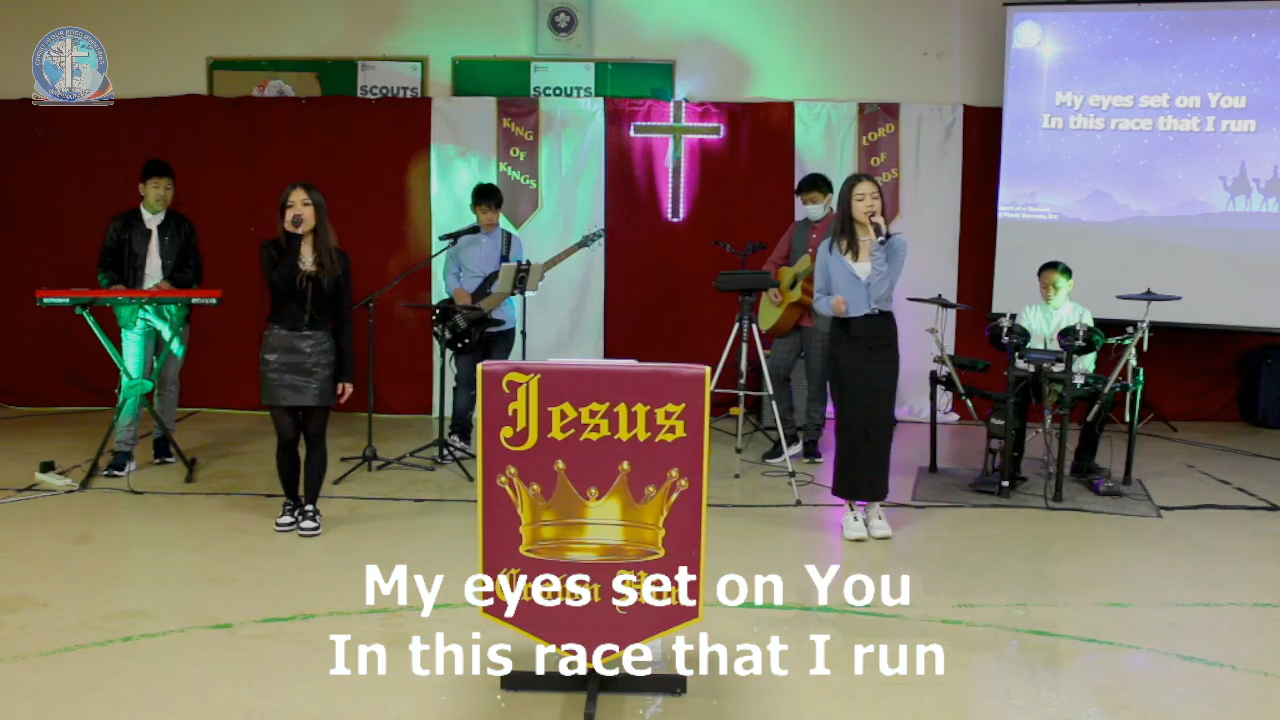 SCOUTS
SCOUTS
KING
OF
KINGS
LORD
OF
My eyes set on You
In this race that I run
Roland
Jesus
My eyes set on You
In this race that I run